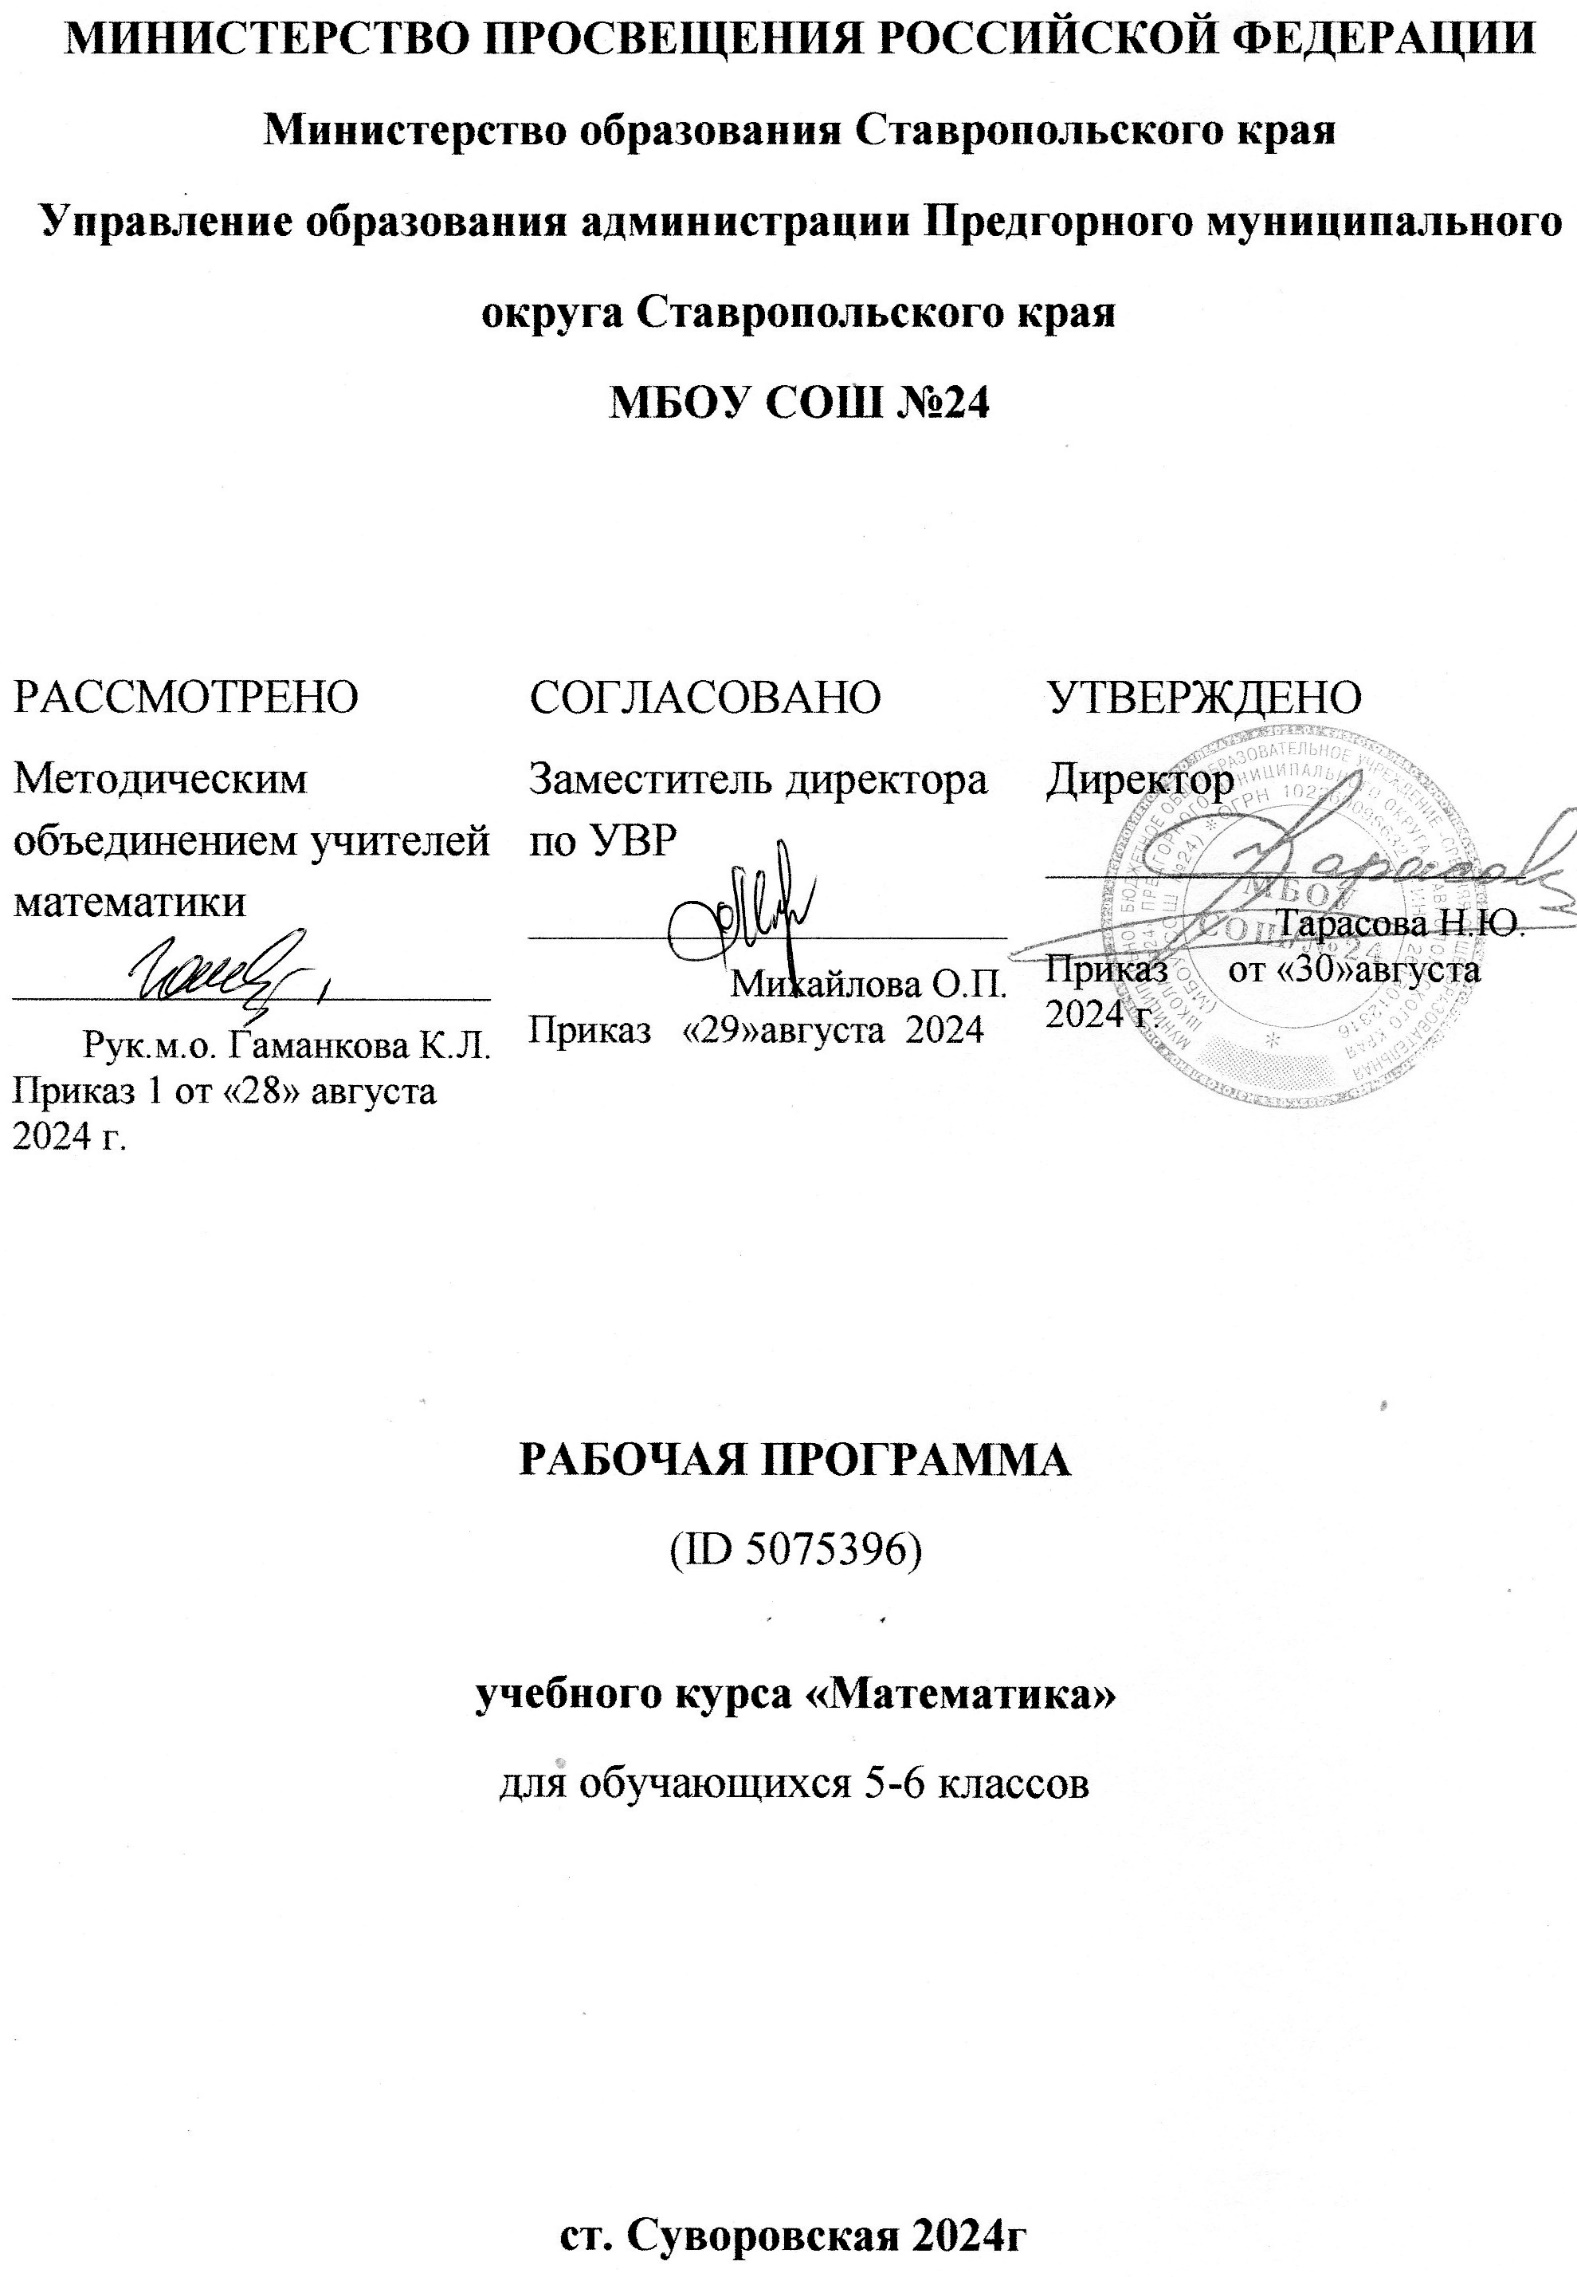 МИНИСТЕРСТВО ПРОСВЕЩЕНИЯ РОССИЙСКОЙ ФЕДЕРАЦИИ
Министерство образования Ставропольского края
Управление образования администрации Предгорного муниципального
округа Ставропольского края
МБОУ СОШ №24
РАССМОТРЕНО
Методическим
объединением учителей
математики
Рук.м.о. Гаманкова К.Л.
Приказ 1 от «28» августа
2024 г.
СОГЛАСОВАНО
Заместитель директора
по УВР
Михайлова О.П.
Приказ «29»августа 2024
УТВЕРЖДЕНО
Директор
Тарасова Н.Ю.
Приказ от «30»августа
2024 г.
МБОУ
СОШ №24
РАБОЧАЯ ПРОГРАММА
(ID 5075396)
учебного курса «Математика»
для обучающихся 5-6 классов
ст. Суворовская 2024г